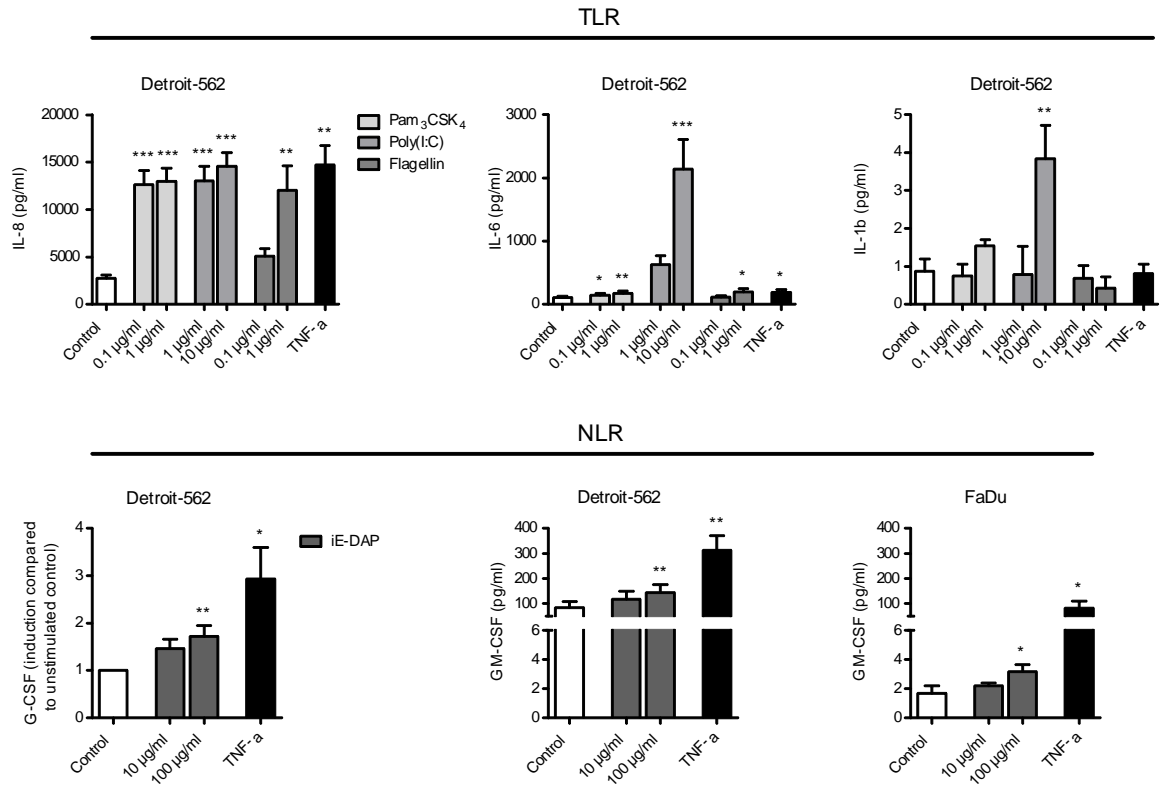 TLR
Detroit-562
20000
15000
10000
5000
0
IL-8 (pg/ml)
*** *** *** *** ** **
Control
0.1 µg/ml
1 µg/ml
1 µg/ml
10 µg/ml
0.1 µg/ml
1 µg/ml
TNF-a
Pam3CSK4
Poly(I:C)
Flagellin
Detroit-562
3000
2000
1000
0
IL-6 (pg/ml)
* ** *** * *
Control
0.1 µg/ml
1 µg/ml
1 µg/ml
10 µg/ml
0.1 µg/ml
1 µg/ml
TNF-a
Detroit-562
5
4
3
2
1
0
IL-1b (pg/ml)
**
Control
0.1 µg/ml
1 µg/ml
1 µg/ml
10 µg/ml
0.1 µg/ml
1 µg/ml
TNF-a
NLR
Detroit-562
4
3
2
1
0
G-CSF (induction compared
to unstimulated control)
** *
Control
10 µg/ml
100 µg/ml
TNF-a
iE-DAP
Detroit-562
400
300
200
100
6
4
2
0
GM-CSF (pg/ml)
** **
Control
10 µg/ml
100 µg/ml
TNF-a
FaDu
400
300
200
100
6
4
2
0
GM-CSF (pg/ml)
* *
Control
10 µg/ml
100 µg/ml
TNF-a